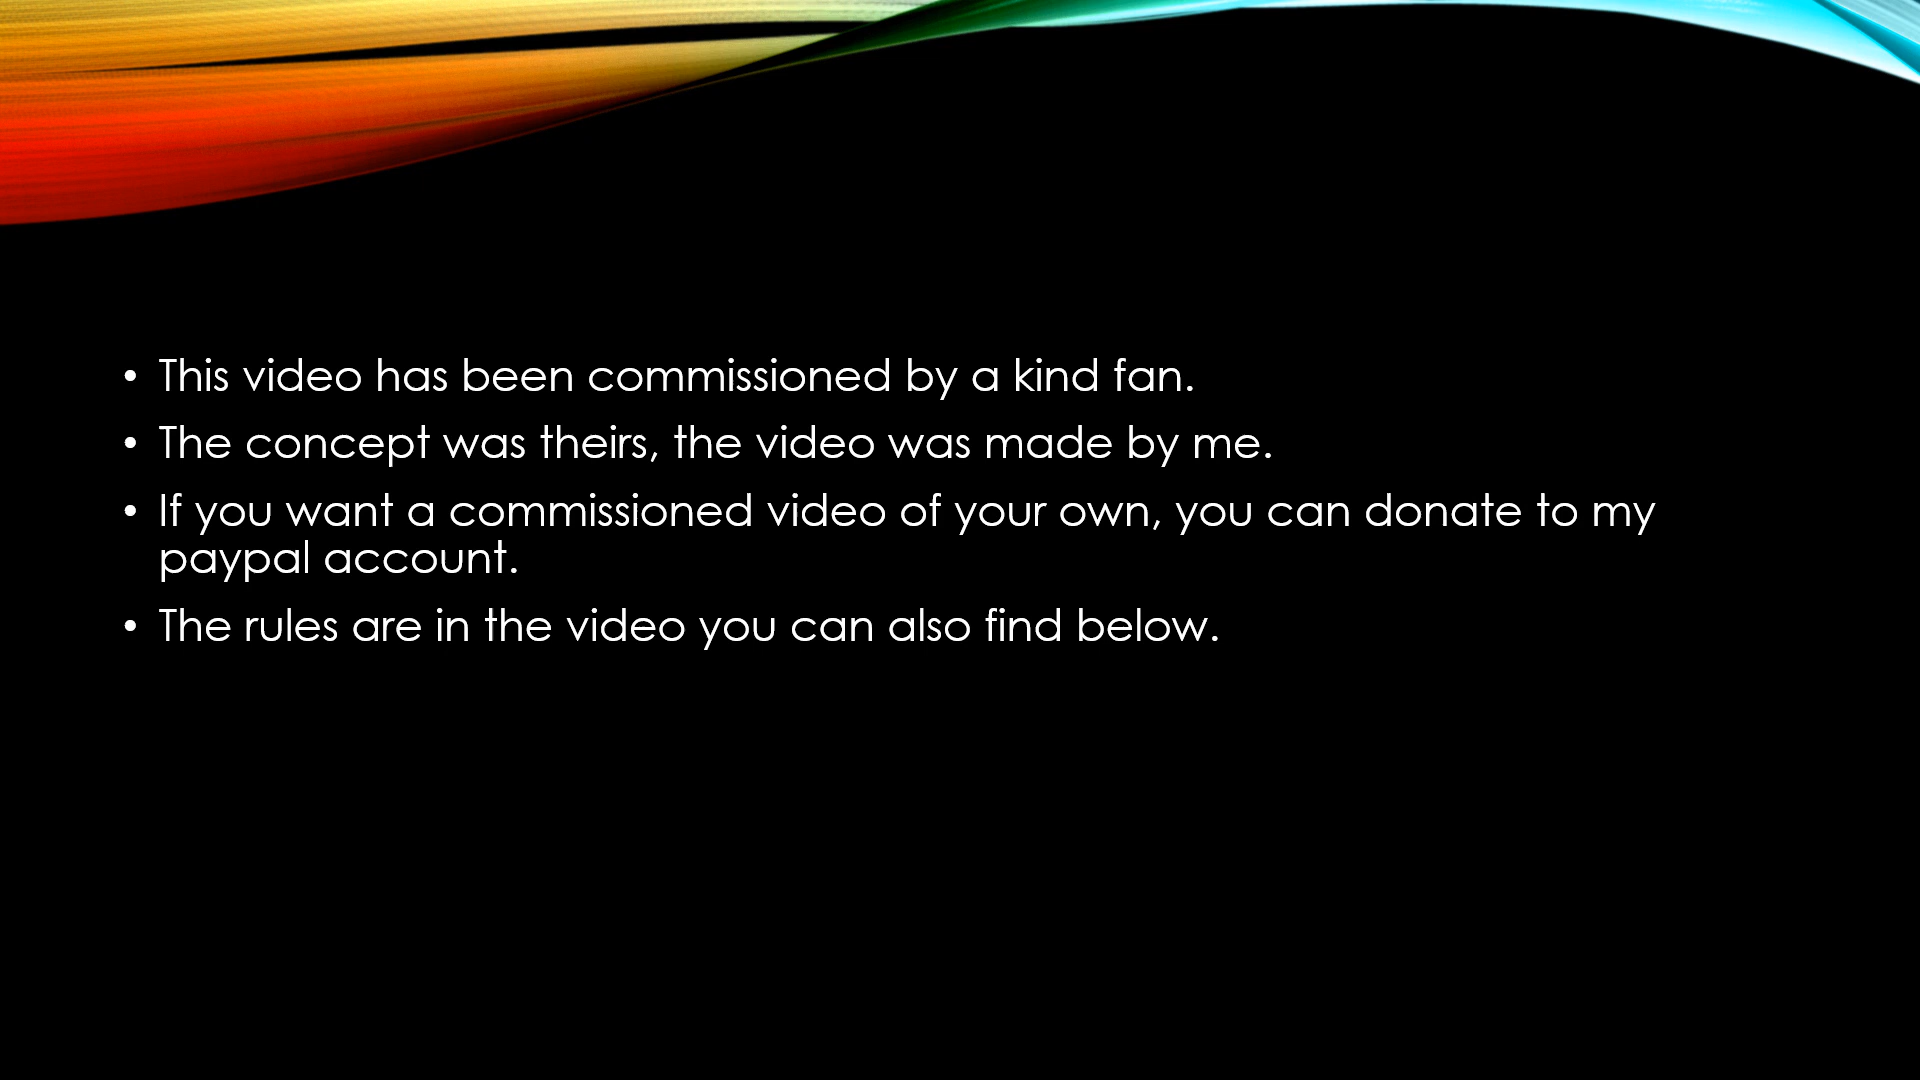 • This video has been commissioned by a kind fan.
• The concept was theirs, the video was made by me.
• If you want a commissioned video of your own, you can donate to my
paypal account.
• The rules are in the video you can also find below.